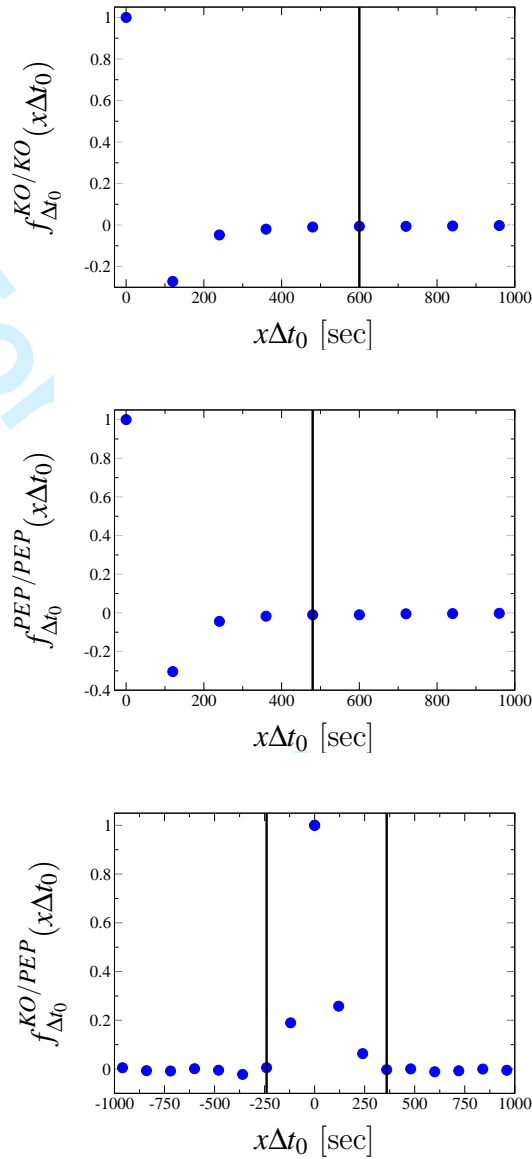 1
0.8
0.6
0.4
0.2
0
-0.2
0 200 400 600 800 1000
f^{KO/KO}_{Δt_0}(xΔt_0)
xΔt_0 [sec]
1
0.8
0.6
0.4
0.2
0
-0.2
-0.4
0 200 400 600 800 1000
f^{PEP/PEP}_{Δt_0}(xΔt_0)
xΔt_0 [sec]
1
0.8
0.6
0.4
0.2
0
-1000 -750 -500 -250 0 250 500 750 1000
f^{KO/PEP}_{Δt_0}(xΔt_0)
xΔt_0 [sec]